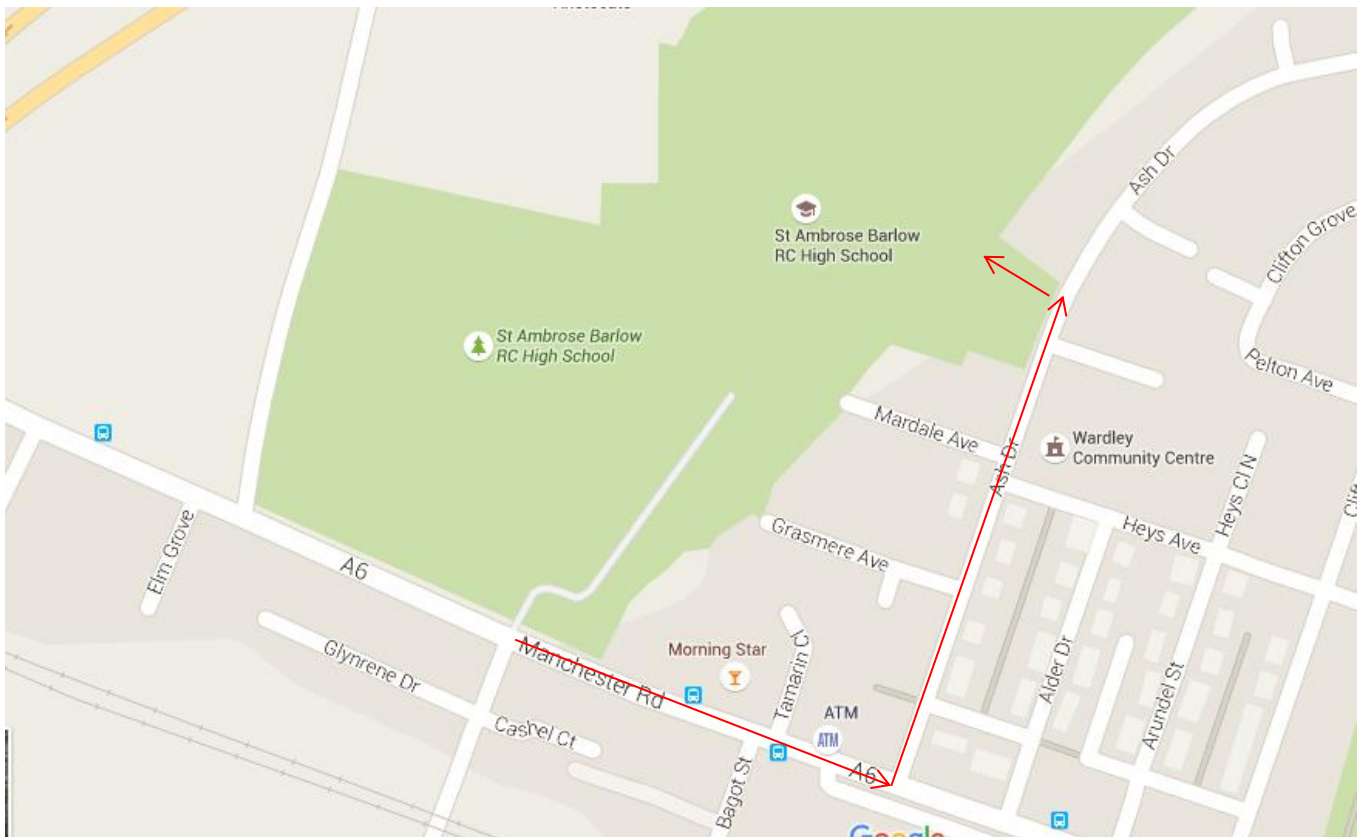 Ash Dr
Clifton Grove
St Ambrose Barlow
RC High School
St Ambrose Barlow
RC High School
Pelton Ave
Mardale Ave
Ash Dr
Wardley
Community Centre
Heys Cl N
Elm Grove
A6
Grasmere Ave
Heys Ave
Glynrene Dr
Manchester Rd
Morning Star
Tamarin Cl
Alder Dr
Arundel St
Cashel Ct
ATM
ATM
A6
Bagot St
Google